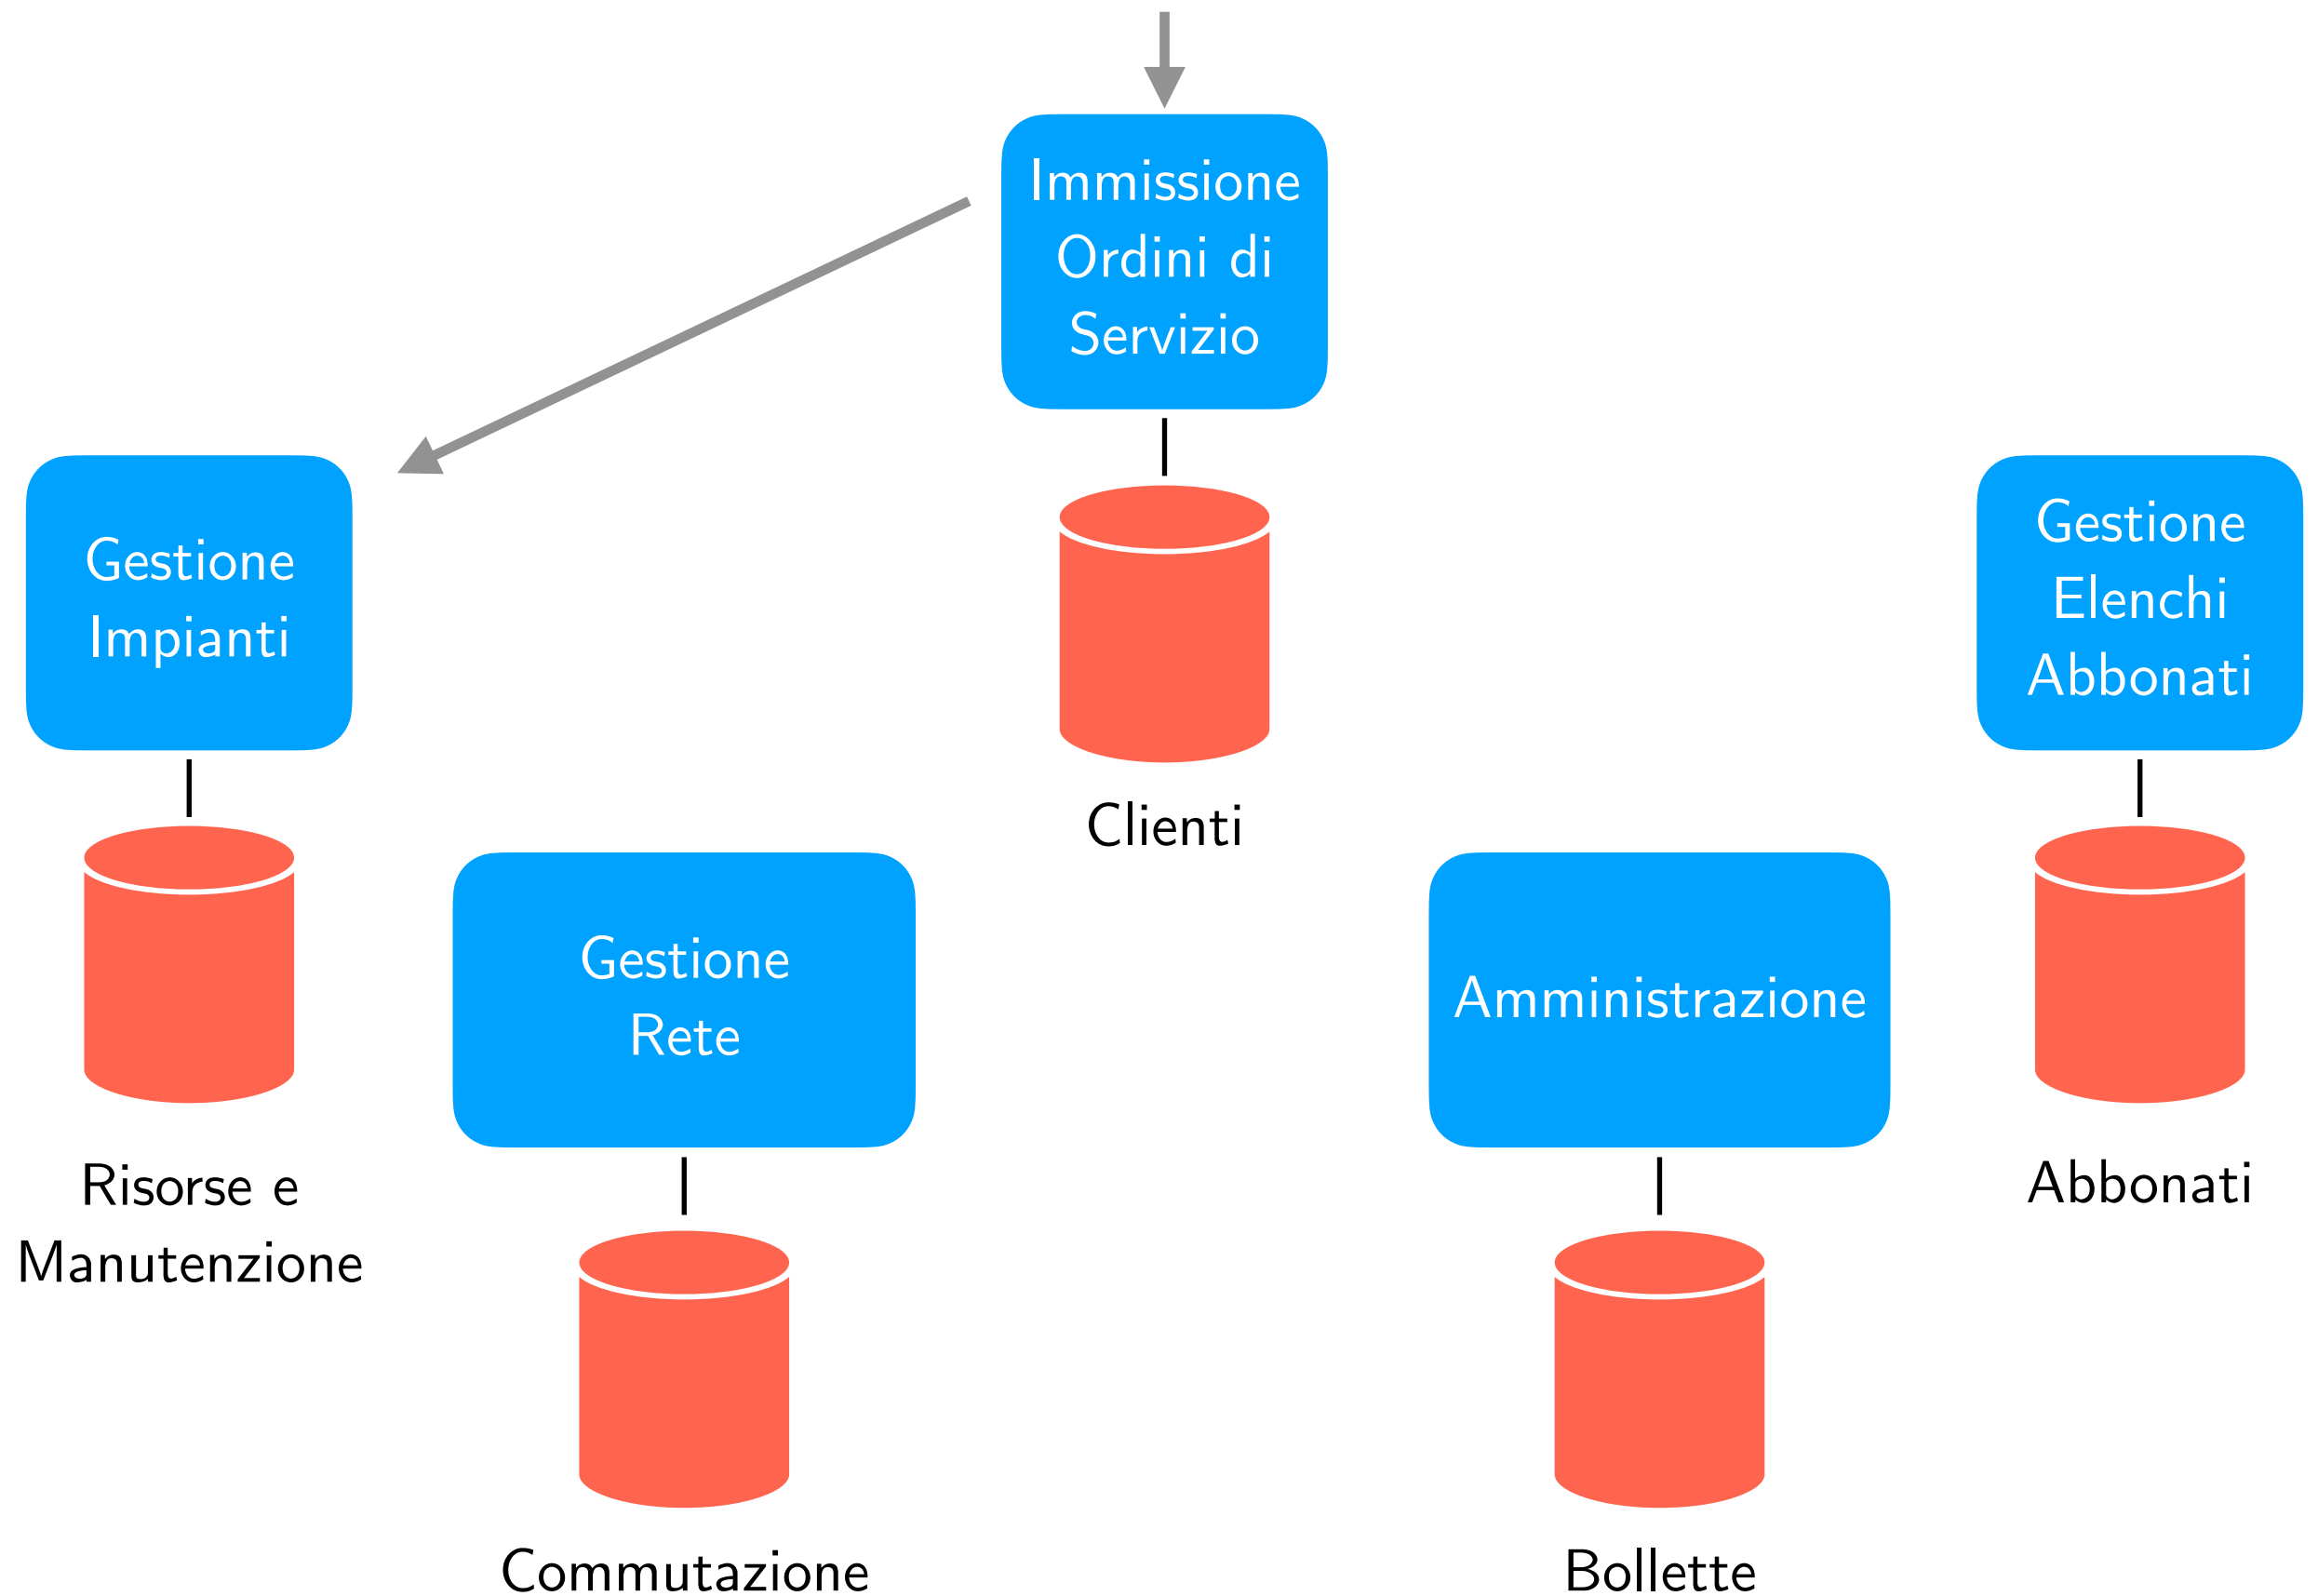 Immissione
Ordini di
Servizio
Clienti
Gestione
Impianti
Risorse e
Manutenzione
Gestione
Rete
Commutazione
Amministrazione
Bollette
Gestione
Elenchi
Abbonati
Abbonati